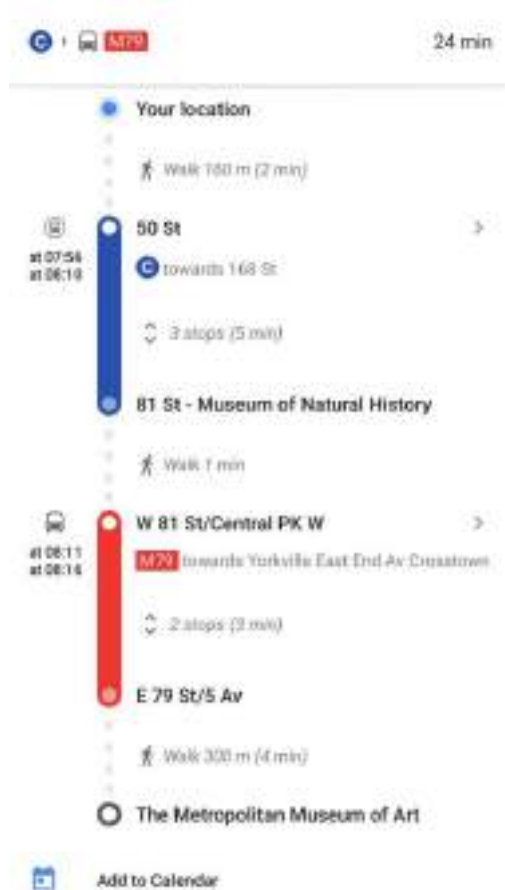 C M79 24 min
Your location
Walk 160 m (2 min)
50 St
at 07:56
at 08:10
C towards 168 St
3 stops (5 min)
81 St - Museum of Natural History
Walk 1 min
W 81 St/Central PK W
at 08:11
at 08:16
M79 towards Yorkville East End Av Crosstown
2 stops (3 min)
E 79 St/5 Av
Walk 300 m (4 min)
The Metropolitan Museum of Art
Add to Calendar